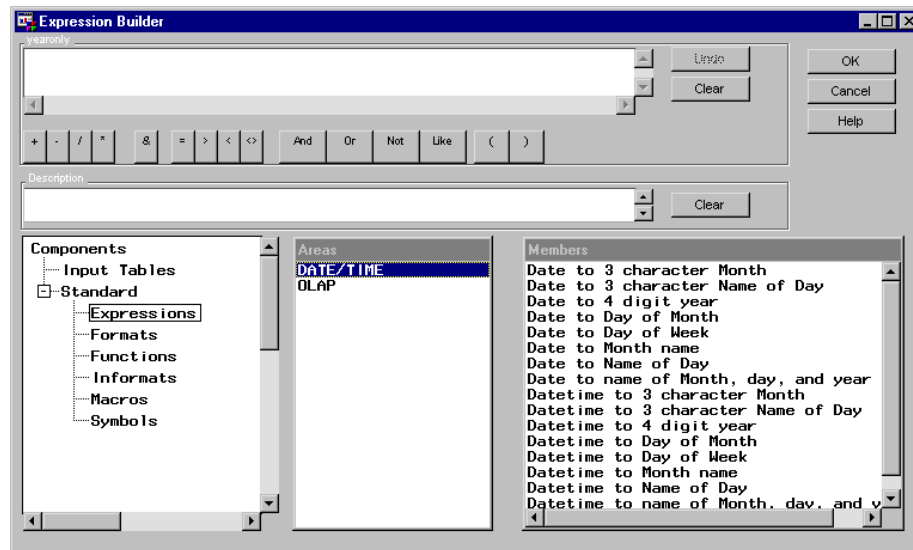 Expression Builder
yearonly
Undo
Clear
OK
Cancel
Help
+ - / * & = > < <> And Or Not Like ( )
Description
Clear
Components
Input Tables
Standard
Expressions
Formats
Functions
Informats
Macros
Symbols
Areas
DATE/TIME
OLAP
Members
Date to 3 character Month
Date to 3 character Name of Day
Date to 4 digit year
Date to Day of Month
Date to Day of Week
Date to Month name
Date to Name of Day
Date to name of Month, day, and year
Datetime to 3 character Month
Datetime to 3 character Name of Day
Datetime to 4 digit year
Datetime to Day of Month
Datetime to Day of Week
Datetime to Month name
Datetime to Name of Day
Datetime to name of Month, day, and y